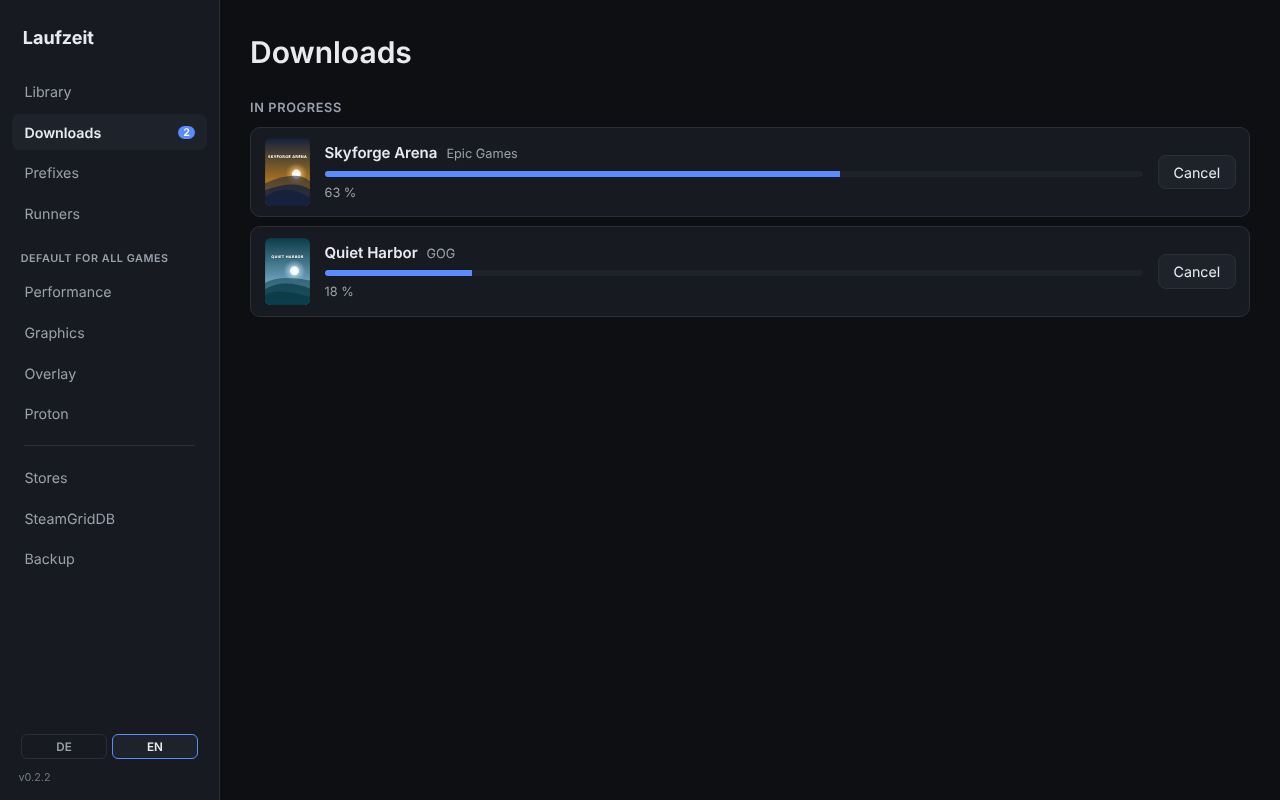 Laufzeit
Library
Downloads 2
Prefixes
Runners
DEFAULT FOR ALL GAMES
Performance
Graphics
Overlay
Proton
Stores
SteamGridDB
Backup
DE EN
v0.2.2
Downloads
IN PROGRESS
SKYFORGE ARENA
Skyforge Arena Epic Games
63 %
Cancel
QUIET HARBOR
Quiet Harbor GOG
18 %
Cancel